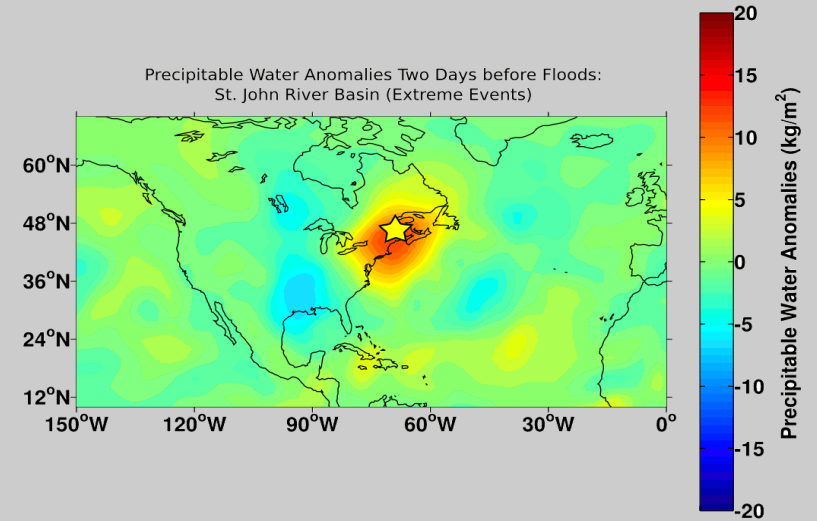 Precipitable Water Anomalies Two Days before Floods:
St. John River Basin (Extreme Events)
60°N
48°N
36°N
24°N
12°N
150°W 120°W 90°W 60°W 30°W 0°
20
15
10
5
0
-5
-10
-15
-20
Precipitable Water Anomalies (kg/m²)